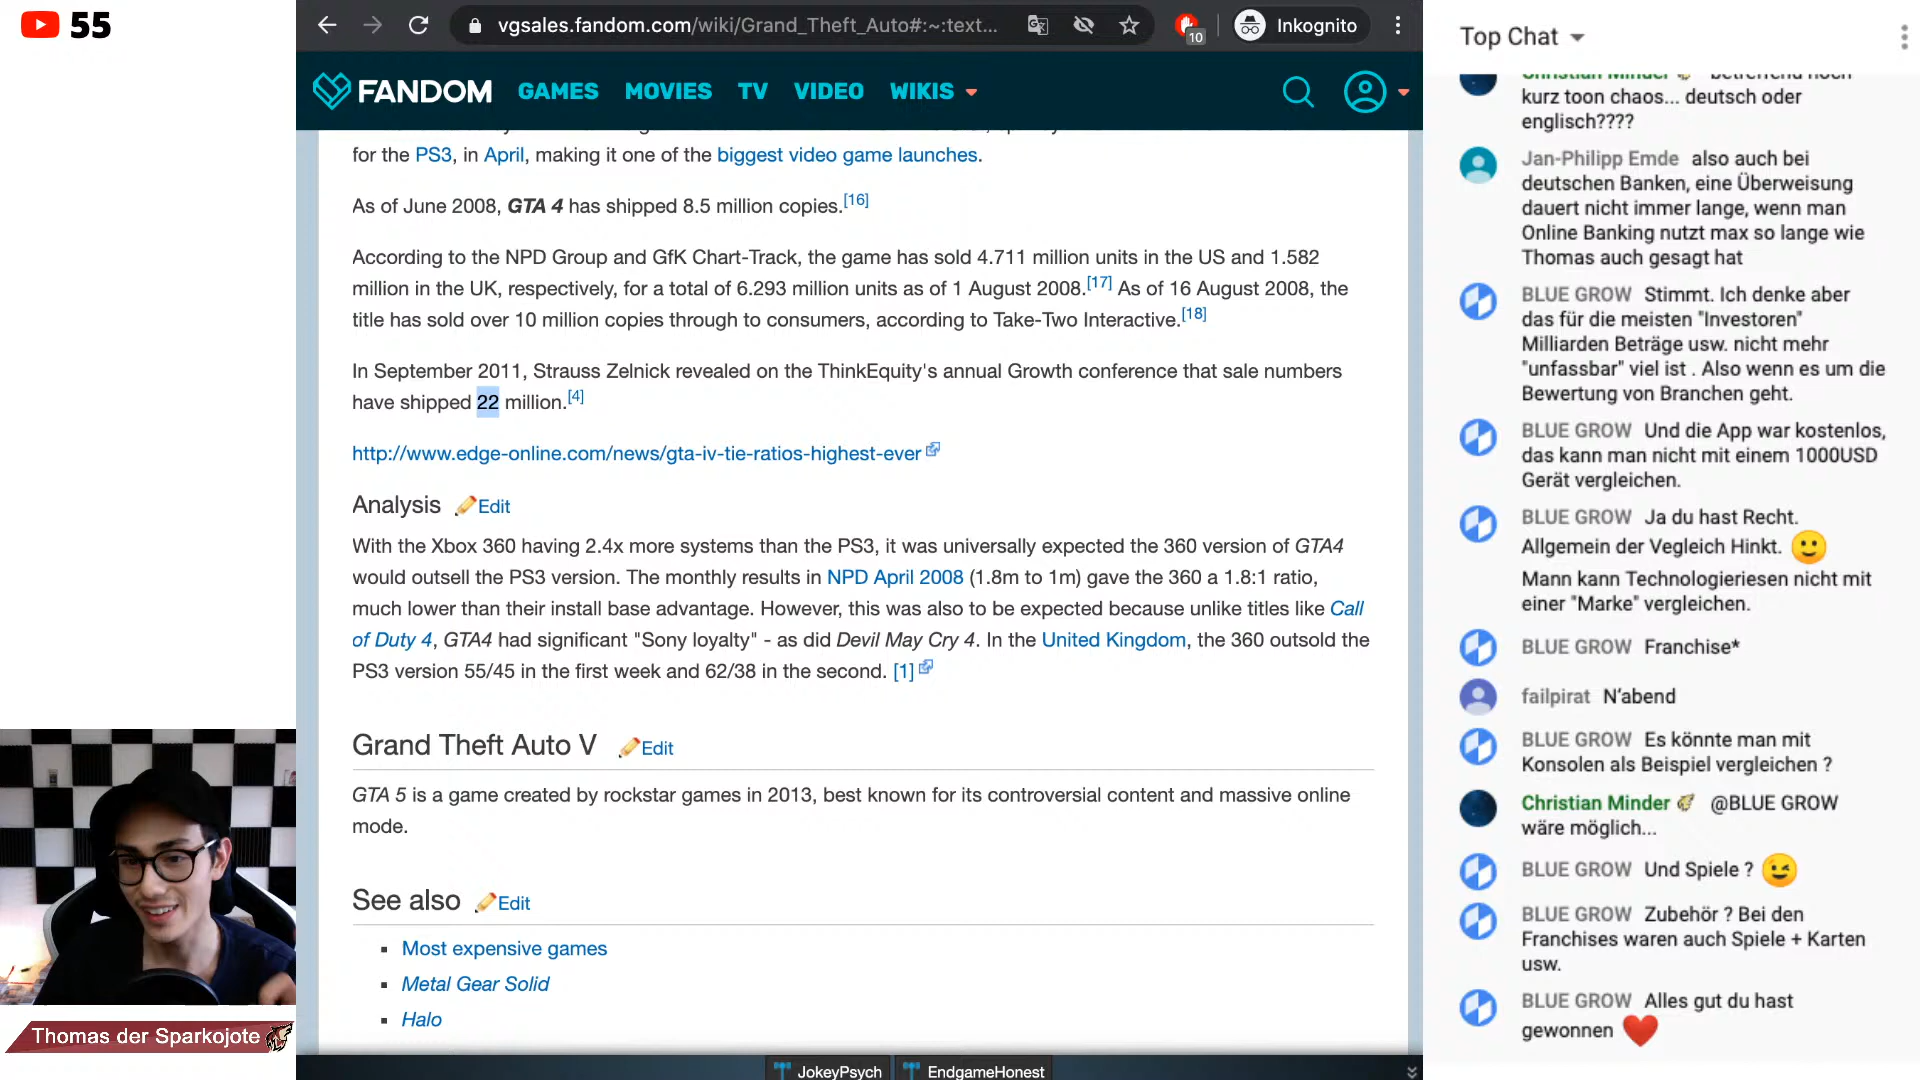 55
vgsales.fandom.com/wiki/Grand_Theft_Auto#:~:text...
10
Inkognito
FANDOM GAMES MOVIES TV VIDEO WIKIS
for the PS3, in April, making it one of the biggest video game launches.
As of June 2008, GTA 4 has shipped 8.5 million copies.[16]
According to the NPD Group and GfK Chart-Track, the game has sold 4.711 million units in the US and 1.582
million in the UK, respectively, for a total of 6.293 million units as of 1 August 2008.[17] As of 16 August 2008, the
title has sold over 10 million copies through to consumers, according to Take-Two Interactive.[18]
In September 2011, Strauss Zelnick revealed on the ThinkEquity's annual Growth conference that sale numbers
have shipped 22 million.[4]
http://www.edge-online.com/news/gta-iv-tie-ratios-highest-ever
Analysis Edit
With the Xbox 360 having 2.4x more systems than the PS3, it was universally expected the 360 version of GTA4
would outsell the PS3 version. The monthly results in NPD April 2008 (1.8m to 1m) gave the 360 a 1.8:1 ratio,
much lower than their install base advantage. However, this was also to be expected because unlike titles like Call
of Duty 4, GTA4 had significant "Sony loyalty" - as did Devil May Cry 4. In the United Kingdom, the 360 outsold the
PS3 version 55/45 in the first week and 62/38 in the second. [1]
Grand Theft Auto V Edit
GTA 5 is a game created by rockstar games in 2013, best known for its controversial content and massive online
mode.
See also Edit
Most expensive games
Metal Gear Solid
Halo
JokeyPsych EndgameHonest
Thomas der Sparkojote
Top Chat
Christian Minder betreffend noch
kurz toon chaos... deutsch oder
englisch????
Jan-Philipp Emde also auch bei
deutschen Banken, eine Überweisung
dauert nicht immer lange, wenn man
Online Banking nutzt max so lange wie
Thomas auch gesagt hat
BLUE GROW Stimmt. Ich denke aber
das für die meisten "Investoren"
Milliarden Beträge usw. nicht mehr
"unfassbar" viel ist . Also wenn es um die
Bewertung von Branchen geht.
BLUE GROW Und die App war kostenlos,
das kann man nicht mit einem 1000USD
Gerät vergleichen.
BLUE GROW Ja du hast Recht.
Allgemein der Vegleich Hinkt. 🙂
Mann kann Technologieriesen nicht mit
einer "Marke" vergleichen.
BLUE GROW Franchise*
failpirat N'abend
BLUE GROW Es könnte man mit
Konsolen als Beispiel vergleichen ?
Christian Minder @BLUE GROW
wäre möglich...
BLUE GROW Und Spiele ? 😉
BLUE GROW Zubehör ? Bei den
Franchises waren auch Spiele + Karten
usw.
BLUE GROW Alles gut du hast
gewonnen ❤️